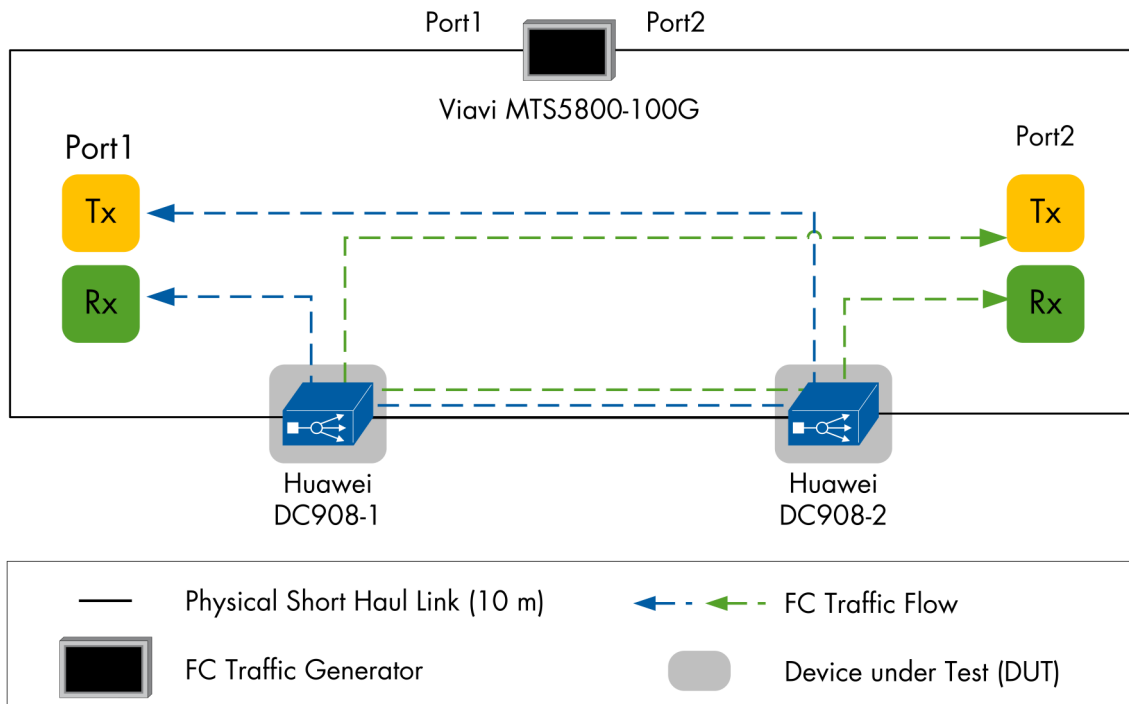 Port1
Port2
Viavi MTS5800-100G
Port1
Port2
Tx
Tx
Rx
Rx
Huawei
DC908-1
Huawei
DC908-2
Physical Short Haul Link (10 m)
FC Traffic Flow
FC Traffic Generator
Device under Test (DUT)